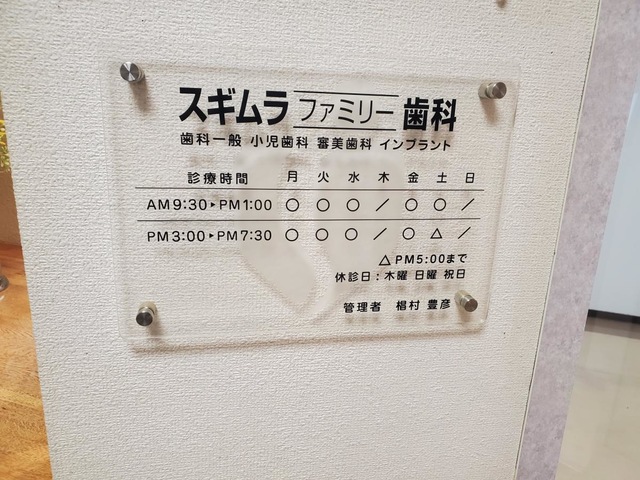 スギムラファミリー歯科
歯科一般 小児歯科 審美歯科 インプラント
診療時間 月 火 水 木 金 土 日
AM9:30▸PM1:00 ○ ○ ○ / ○ ○ /
PM3:00▸PM7:30 ○ ○ ○ / ○ △ /
△PM5:00まで
休診日：木曜 日曜 祝日
管理者 椙村 豊彦